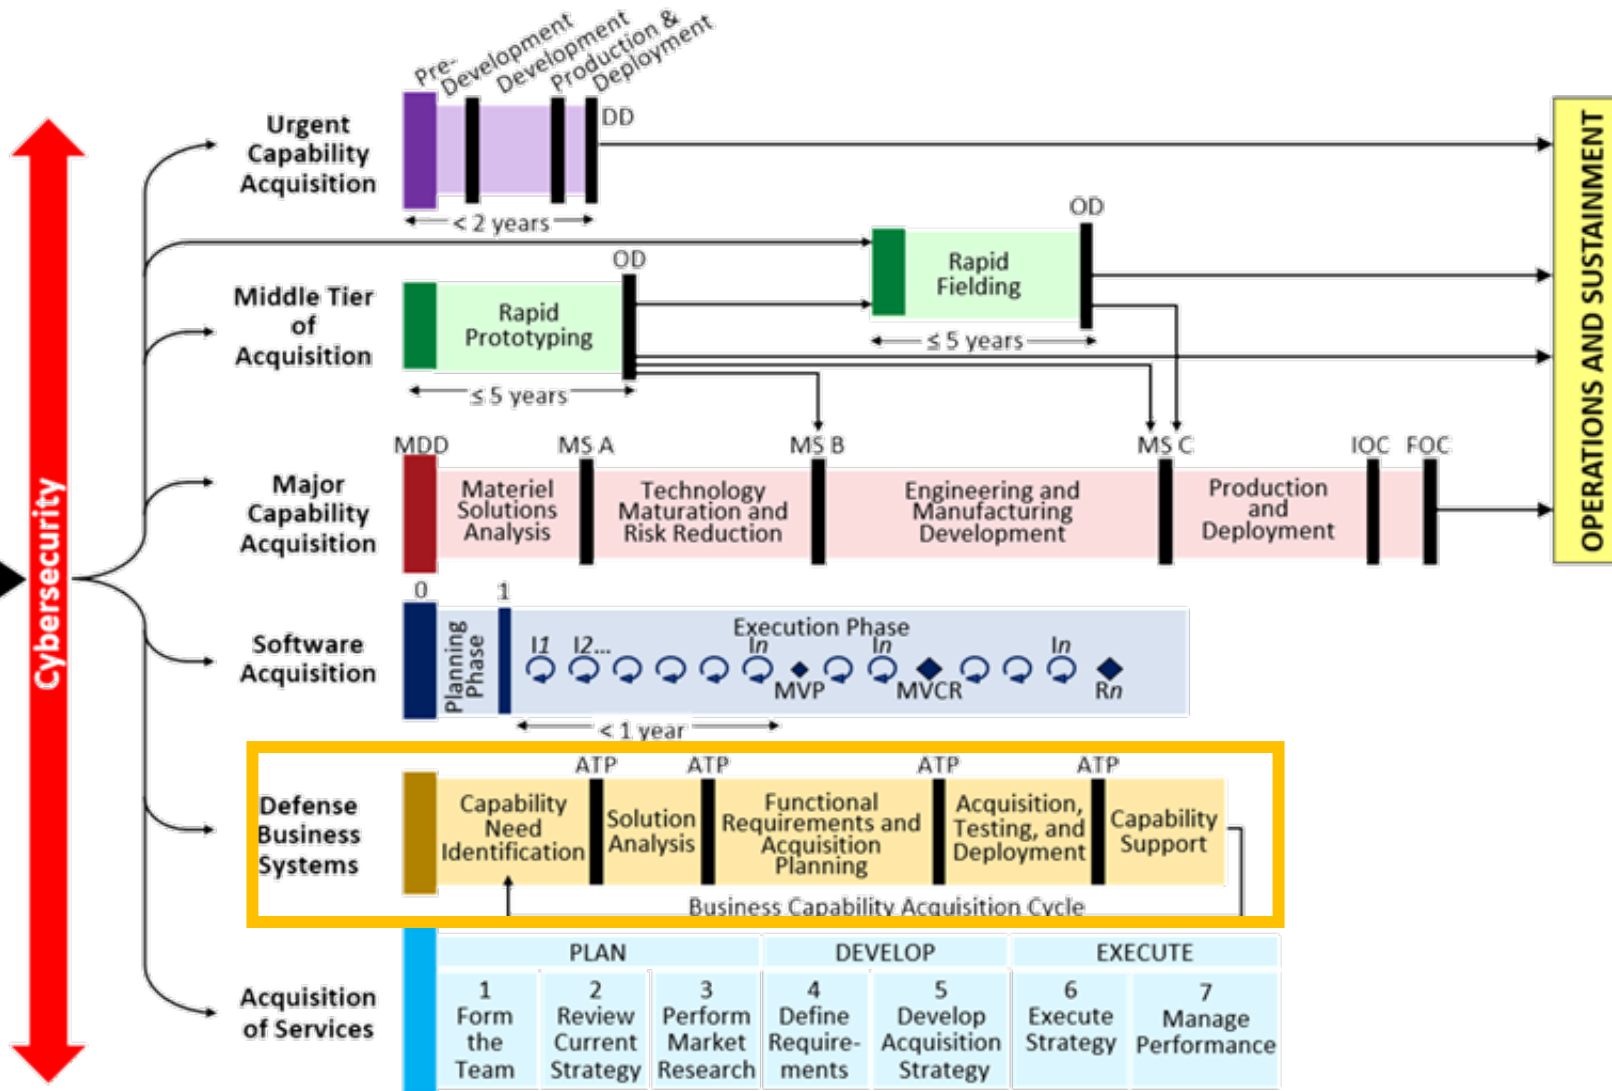 Pre-
Development
Development
Production &
Deployment
DD
Urgent
Capability
Acquisition
< 2 years
OD
Rapid
Fielding
≤ 5 years
OD
Middle Tier
of
Acquisition
Rapid
Prototyping
≤ 5 years
MDD
MS A
MS B
MS C
IOC
FOC
Major
Capability
Acquisition
Materiel
Solutions
Analysis
Technology
Maturation and
Risk Reduction
Engineering and
Manufacturing
Development
Production
and
Deployment
OPERATIONS AND SUSTAINMENT
Cybersecurity
0
1
Software
Acquisition
Planning
Phase
Execution Phase
I1
I2...
In
In
In
MVP
MVCR
Rn
< 1 year
ATP
ATP
ATP
ATP
Defense
Business
Systems
Capability
Need
Identification
Solution
Analysis
Functional
Requirements and
Acquisition
Planning
Acquisition,
Testing, and
Deployment
Capability
Support
Business Capability Acquisition Cycle
Acquisition
of Services
PLAN
DEVELOP
EXECUTE
1
Form
the
Team
2
Review
Current
Strategy
3
Perform
Market
Research
4
Define
Require-
ments
5
Develop
Acquisition
Strategy
6
Execute
Strategy
7
Manage
Performance